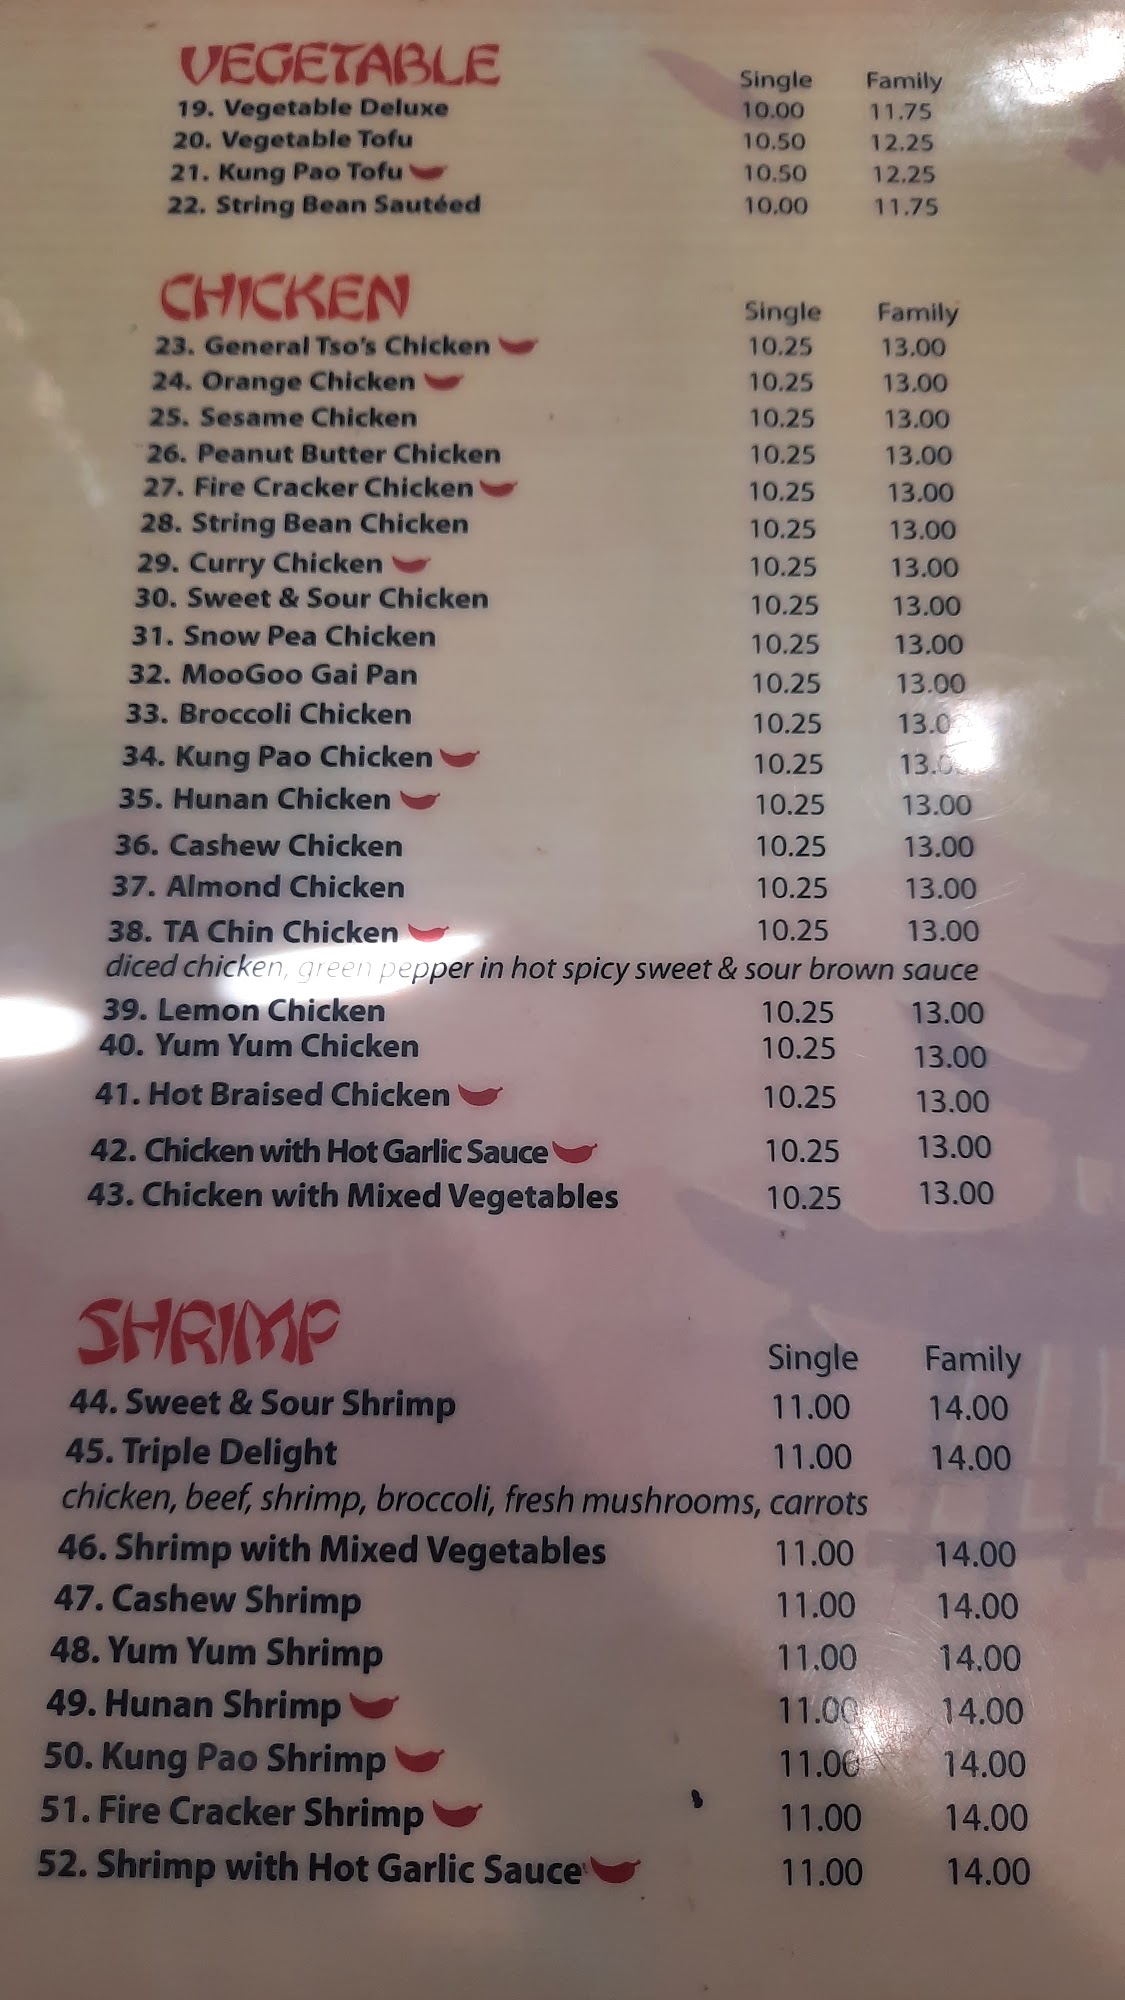 VEGETABLE Single Family
19. Vegetable Deluxe 10.00 11.75
20. Vegetable Tofu 10.50 12.25
21. Kung Pao Tofu 10.50 12.25
22. String Bean Sautéed 10.00 11.75
CHICKEN Single Family
23. General Tso's Chicken 10.25 13.00
24. Orange Chicken 10.25 13.00
25. Sesame Chicken 10.25 13.00
26. Peanut Butter Chicken 10.25 13.00
27. Fire Cracker Chicken 10.25 13.00
28. String Bean Chicken 10.25 13.00
29. Curry Chicken 10.25 13.00
30. Sweet & Sour Chicken 10.25 13.00
31. Snow Pea Chicken 10.25 13.00
32. MooGoo Gai Pan 10.25 13.00
33. Broccoli Chicken 10.25
34. Kung Pao Chicken 10.25
35. Hunan Chicken 10.25 13.00
36. Cashew Chicken 10.25 13.00
37. Almond Chicken 10.25 13.00
38. TA Chin Chicken 10.25 13.00
diced chicken, green pepper in hot spicy sweet & sour brown sauce
39. Lemon Chicken 10.25 13.00
40. Yum Yum Chicken 10.25 13.00
41. Hot Braised Chicken 10.25 13.00
42. Chicken with Hot Garlic Sauce 10.25 13.00
43. Chicken with Mixed Vegetables 10.25 13.00
SHRIMP Single Family
44. Sweet & Sour Shrimp 11.00 14.00
45. Triple Delight 11.00 14.00
chicken, beef, shrimp, broccoli, fresh mushrooms, carrots
46. Shrimp with Mixed Vegetables 11.00 14.00
47. Cashew Shrimp 11.00 14.00
48. Yum Yum Shrimp 11.00 14.00
49. Hunan Shrimp 11.00 14.00
50. Kung Pao Shrimp 11.00 14.00
51. Fire Cracker Shrimp 11.00 14.00
52. Shrimp with Hot Garlic Sauce 11.00 14.00